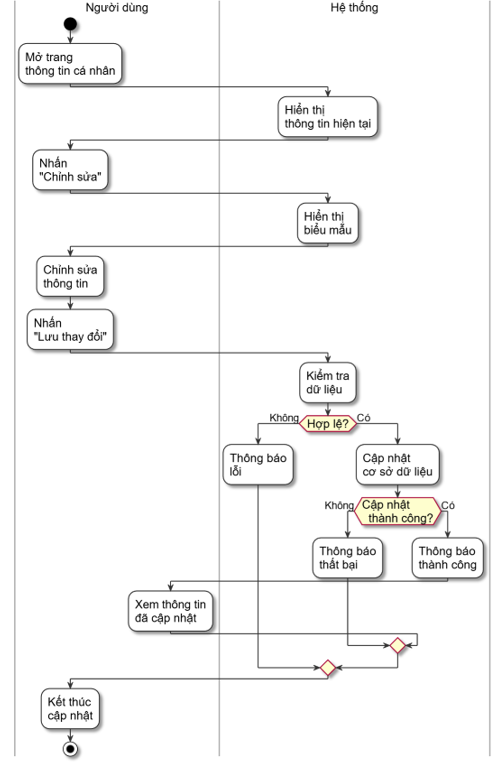 Người dùng
Hệ thống
Mở trang
thông tin cá nhân
Hiển thị
thông tin hiện tại
Nhấn
"Chỉnh sửa"
Hiển thị
biểu mẫu
Chỉnh sửa
thông tin
Nhấn
"Lưu thay đổi"
Kiểm tra
dữ liệu
Không
Hợp lệ?
Có
Thông báo
lỗi
Cập nhật
cơ sở dữ liệu
Không
Cập nhật
thành công?
Có
Thông báo
thất bại
Thông báo
thành công
Xem thông tin
đã cập nhật
Kết thúc
cập nhật